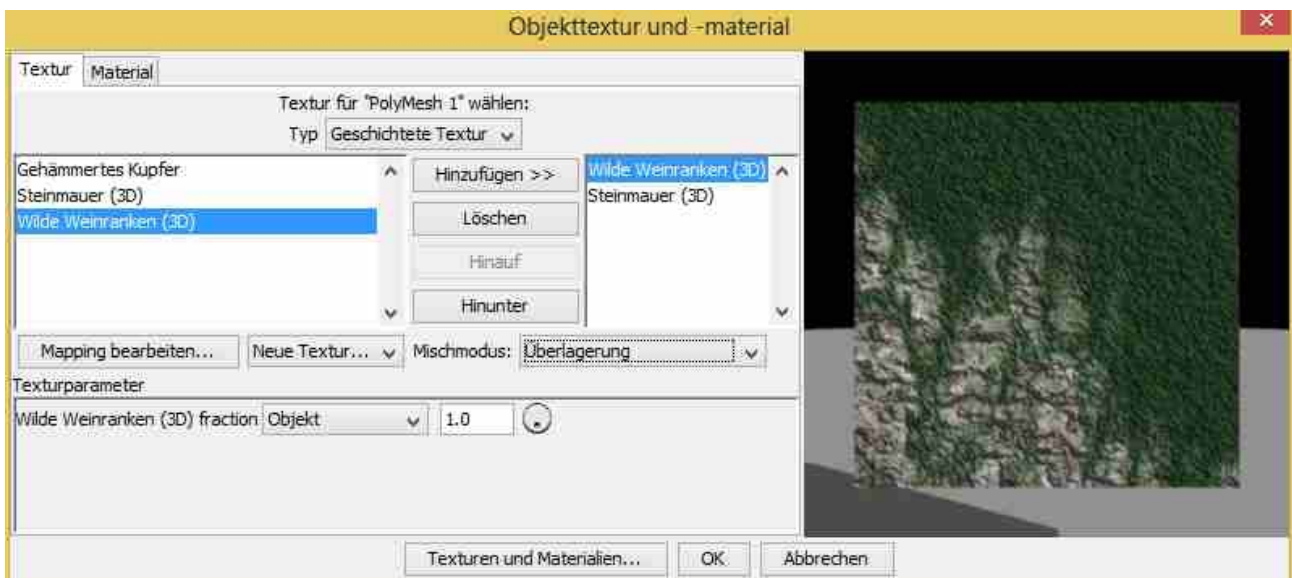 Objekttextur und -material
Textur Material
Textur für "PolyMesh 1" wählen:
Typ Geschichtete Textur
Gehämmertes Kupfer
Steinmauer (3D)
Wilde Weinranken (3D)
Hinzufügen >>
Löschen
Hinauf
Hinunter
Wilde Weinranken (3D)
Steinmauer (3D)
Mapping bearbeiten... Neue Textur... Mischmodus: Überlagerung
Texturparameter
Wilde Weinranken (3D) fraction Objekt 1.0
Texturen und Materialien... OK Abbrechen